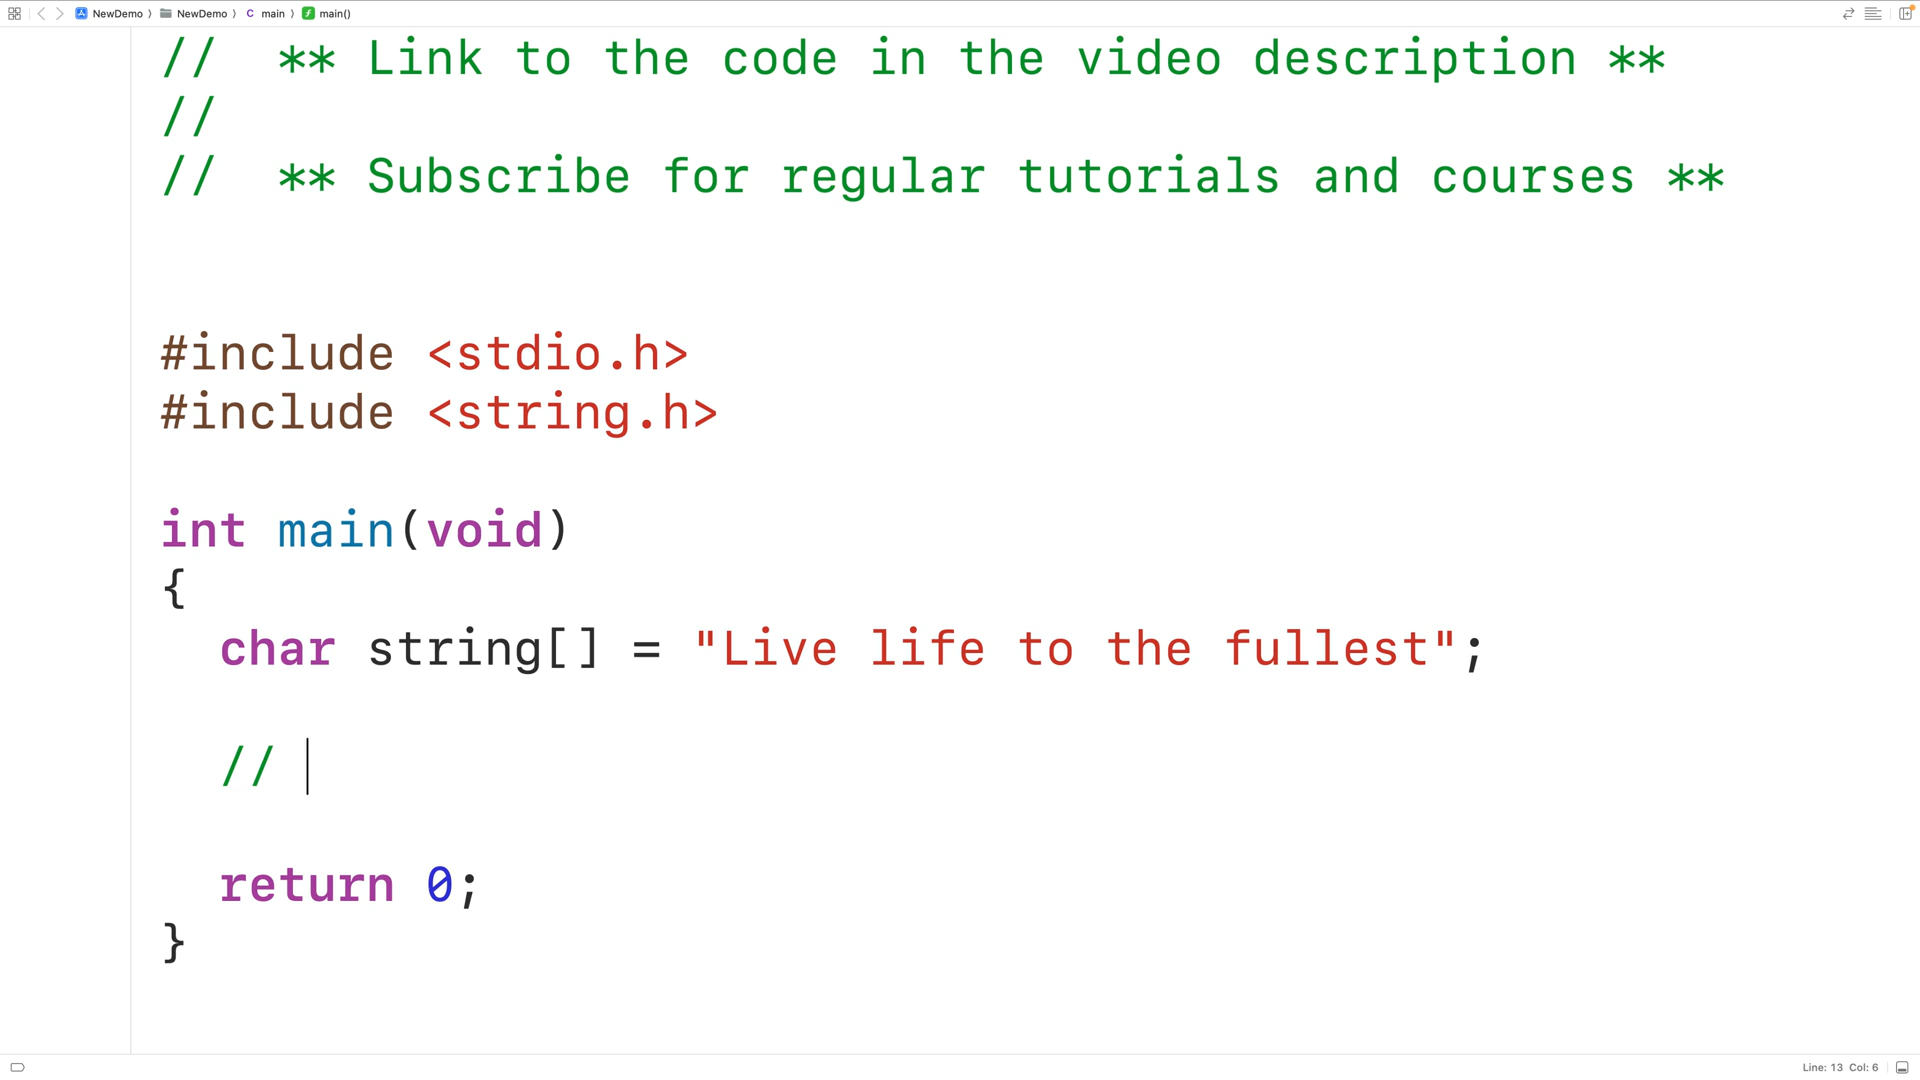 NewDemo 〉 NewDemo 〉 C main 〉 f main()
// ** Link to the code in the video description **
//
// ** Subscribe for regular tutorials and courses **
#include <stdio.h>
#include <string.h>
int main(void)
{
char string[] = "Live life to the fullest";
//
return 0;
}
Line: 13 Col: 6